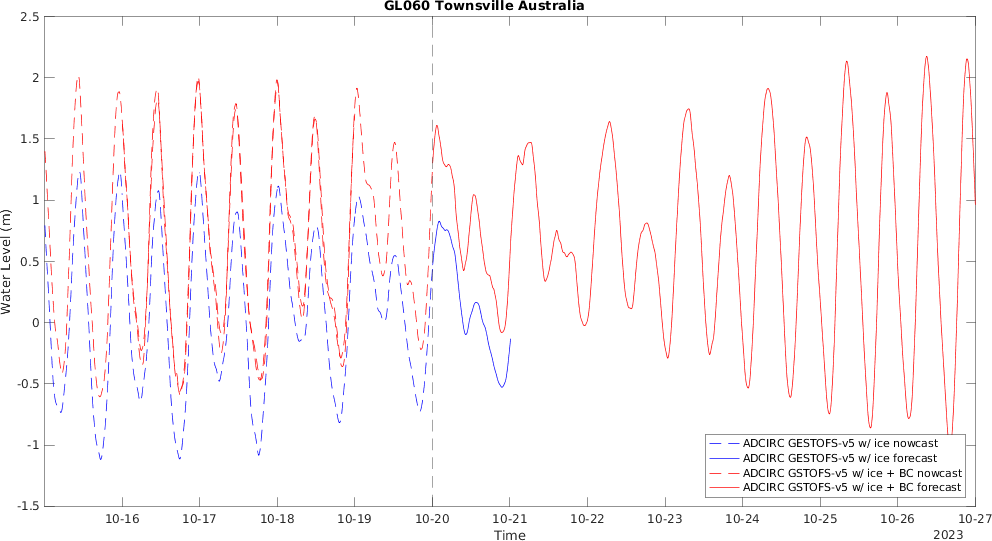 GL060 Townsville Australia
2.5
2
1.5
1
0.5
0
-0.5
-1
-1.5
Water Level (m)
10-16 10-17 10-18 10-19 10-20 10-21 10-22 10-23 10-24 10-25 10-26 10-27
Time
2023
ADCIRC GESTOFS-v5 w/ ice nowcast
ADCIRC GESTOFS-v5 w/ ice forecast
ADCIRC GSTOFS-v5 w/ ice + BC nowcast
ADCIRC GSTOFS-v5 w/ ice + BC forecast